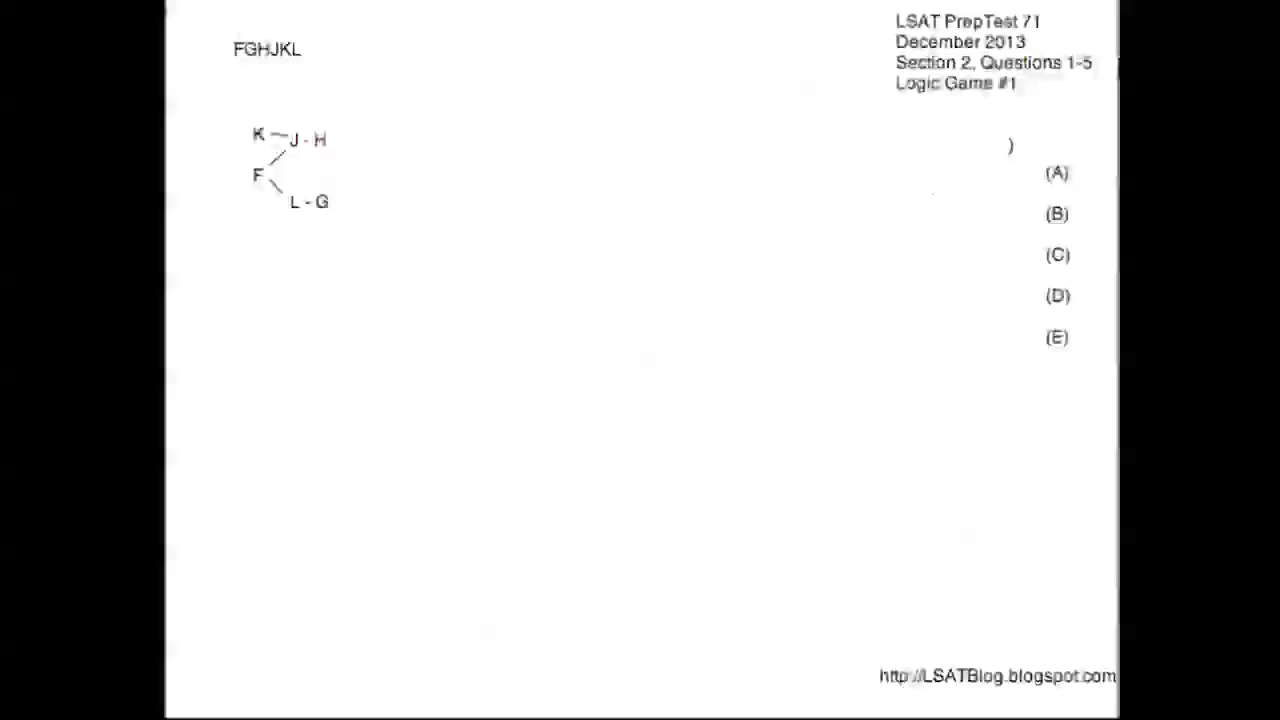 FGHJKL
LSAT PrepTest 71
December 2013
Section 2, Questions 1-5
Logic Game #1
K J - H
F
L - G
)
(A)
(B)
(C)
(D)
(E)
http://LSATBlog.blogspot.com